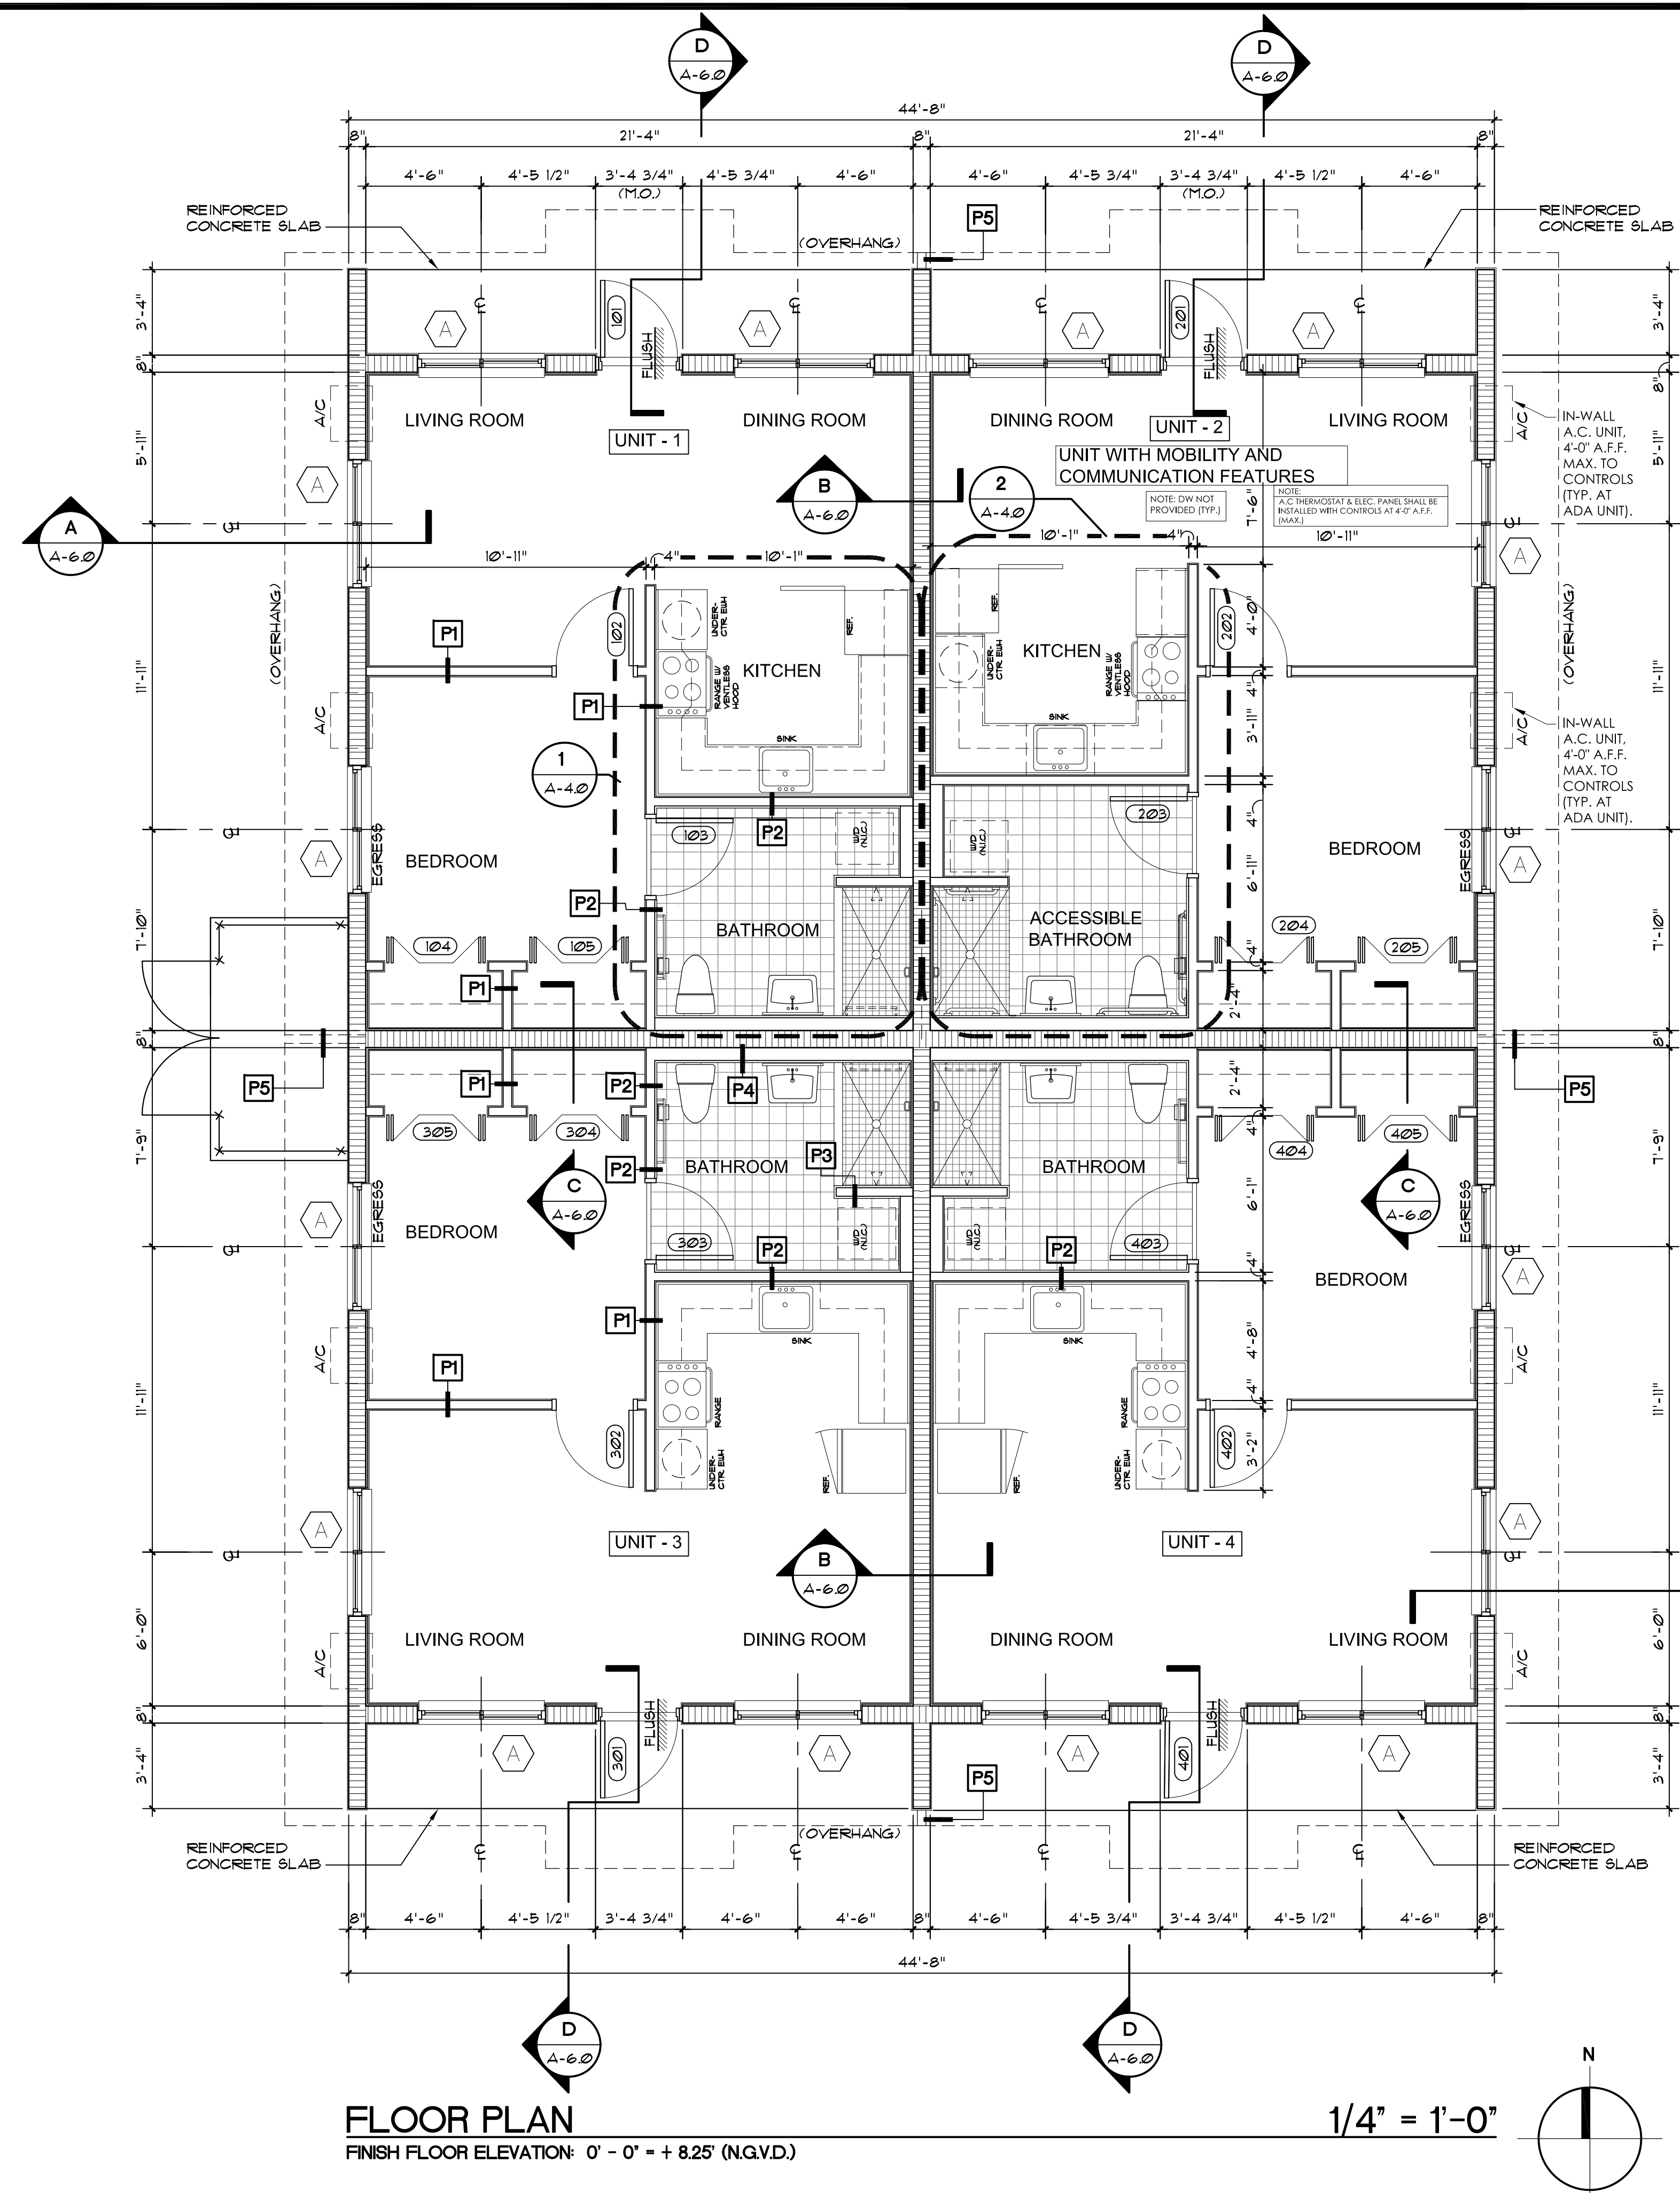 D
A-6.0
D
A-6.0
44'-8"
8"
21'-4"
8"
21'-4"
8"
4'-6"
4'-5 1/2"
3'-4 3/4"
(M.O.)
4'-5 3/4"
4'-6"
4'-6"
4'-5 3/4"
3'-4 3/4"
(M.O.)
4'-5 1/2"
4'-6"
REINFORCED
CONCRETE SLAB
(OVERHANG)
P5
REINFORCED
CONCRETE SLAB
3'-4"
8"
5'-11"
11'-11"
7'-10"
8"
7'-9"
11'-11"
6'-0"
8"
3'-4"
A
101
FLUSH
A
A
201
FLUSH
A
A/C
LIVING ROOM
DINING ROOM
UNIT - 1
DINING ROOM
UNIT - 2
LIVING ROOM
A/C
IN-WALL
A.C. UNIT,
4'-0" A.F.F.
MAX. TO
CONTROLS
(TYP. AT
ADA UNIT).
UNIT WITH MOBILITY AND
COMMUNICATION FEATURES
NOTE: DW NOT
PROVIDED (TYP.)
NOTE:
A.C THERMOSTAT & ELEC. PANEL SHALL BE
INSTALLED WITH CONTROLS AT 4'-0" A.F.F.
(MAX.)
7'-6"
A
B
A-6.0
2
A-4.0
A
A-6.0
A
10'-11"
4"
10'-1"
10'-1"
4"
10'-11"
(OVERHANG)
(OVERHANG)
102
UNDER-
CTR. EWH
REF.
REF.
UNDER-
CTR. EWH
202
4'-0"
P1
RANGE W/
VENTLESS
HOOD
KITCHEN
KITCHEN
RANGE W/
VENTLESS
HOOD
4"
3'-11"
P1
SINK
SINK
A/C
A/C
IN-WALL
A.C. UNIT,
4'-0" A.F.F.
MAX. TO
CONTROLS
(TYP. AT
ADA UNIT).
1
A-4.0
103
P2
W/D
(N.I.C.)
W/D
(N.I.C.)
203
4"
A
EGRESS
BEDROOM
BEDROOM
EGRESS
A
6'-11"
P2
BATHROOM
ACCESSIBLE
BATHROOM
104
105
204
205
4"
P1
2'-4"
P5
P1
P2
P4
2'-4"
P5
305
304
4"
404
405
P2
BATHROOM
P3
BATHROOM
C
A-6.0
C
A-6.0
6'-1"
A
EGRESS
BEDROOM
303
P2
W/D
(N.I.C.)
W/D
(N.I.C.)
P2
403
4"
BEDROOM
EGRESS
A
P1
SINK
SINK
4'-8"
A/C
P1
A/C
4"
RANGE
RANGE
302
UNDER-
CTR. EWH
REF.
REF.
UNDER-
CTR. EWH
402
3'-2"
A
UNIT - 3
B
A-6.0
UNIT - 4
A
A/C
LIVING ROOM
DINING ROOM
DINING ROOM
LIVING ROOM
A/C
A
301
FLUSH
A
P5
A
401
FLUSH
A
3'-4"
8"
5'-11"
11'-11"
7'-10"
8"
7'-9"
11'-11"
6'-0"
8"
3'-4"
REINFORCED
CONCRETE SLAB
(OVERHANG)
REINFORCED
CONCRETE SLAB
8"
4'-6"
4'-5 1/2"
3'-4 3/4"
4'-6"
4'-6"
8"
4'-6"
4'-5 3/4"
3'-4 3/4"
4'-5 1/2"
4'-6"
8"
44'-8"
D
A-6.0
D
A-6.0
N
FLOOR PLAN
1/4" = 1'-0"
FINISH FLOOR ELEVATION: 0' - 0" = + 8.25' (N.G.V.D.)